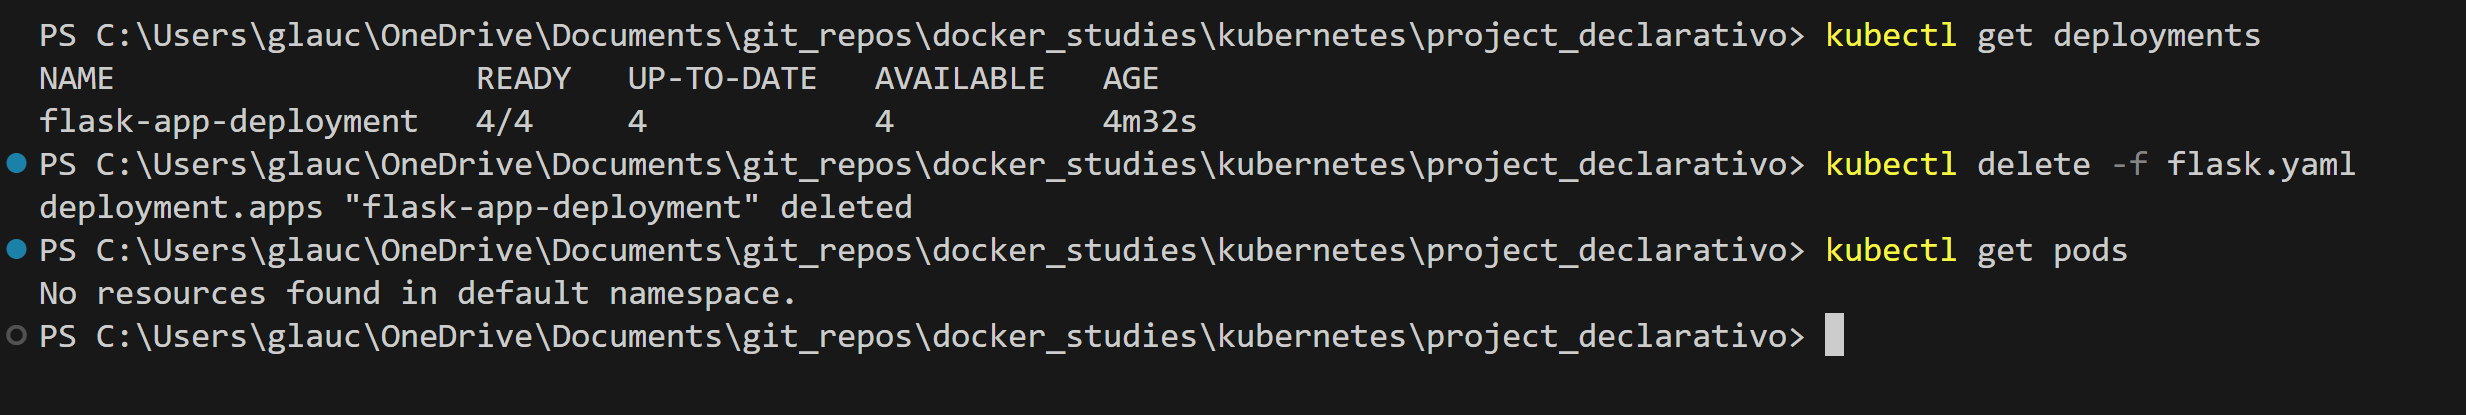 PS C:\Users\glauc\OneDrive\Documents\git_repos\docker_studies\kubernetes\project_declarativo> kubectl get deployments
NAME                   READY   UP-TO-DATE   AVAILABLE   AGE
flask-app-deployment   4/4     4            4           4m32s
PS C:\Users\glauc\OneDrive\Documents\git_repos\docker_studies\kubernetes\project_declarativo> kubectl delete -f flask.yaml
deployment.apps "flask-app-deployment" deleted
PS C:\Users\glauc\OneDrive\Documents\git_repos\docker_studies\kubernetes\project_declarativo> kubectl get pods
No resources found in default namespace.
PS C:\Users\glauc\OneDrive\Documents\git_repos\docker_studies\kubernetes\project_declarativo>